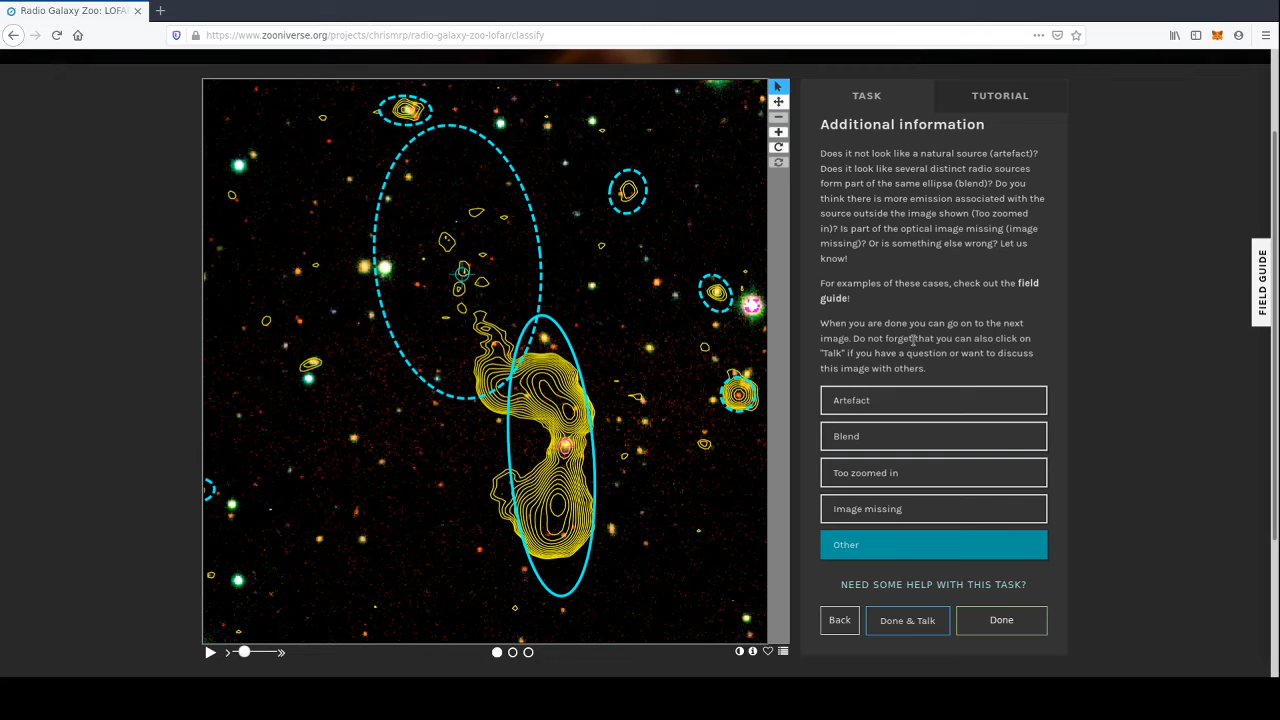 Radio Galaxy Zoo: LOFA
https://www.zooniverse.org/projects/chrismrp/radio-galaxy-zoo-lofar/classify
TASK
TUTORIAL
Additional information
Does it not look like a natural source (artefact)?
Does it look like several distinct radio sources
form part of the same ellipse (blend)? Do you
think there is more emission associated with the
source outside the image shown (Too zoomed
in)? Is part of the optical image missing (image
missing)? Or is something else wrong? Let us
know!
For examples of these cases, check out the field
guide!
When you are done you can go on to the next
image. Do not forget that you can also click on
"Talk" if you have a question or want to discuss
this image with others.
Artefact
Blend
Too zoomed in
Image missing
Other
NEED SOME HELP WITH THIS TASK?
Back
Done & Talk
Done
FIELD GUIDE